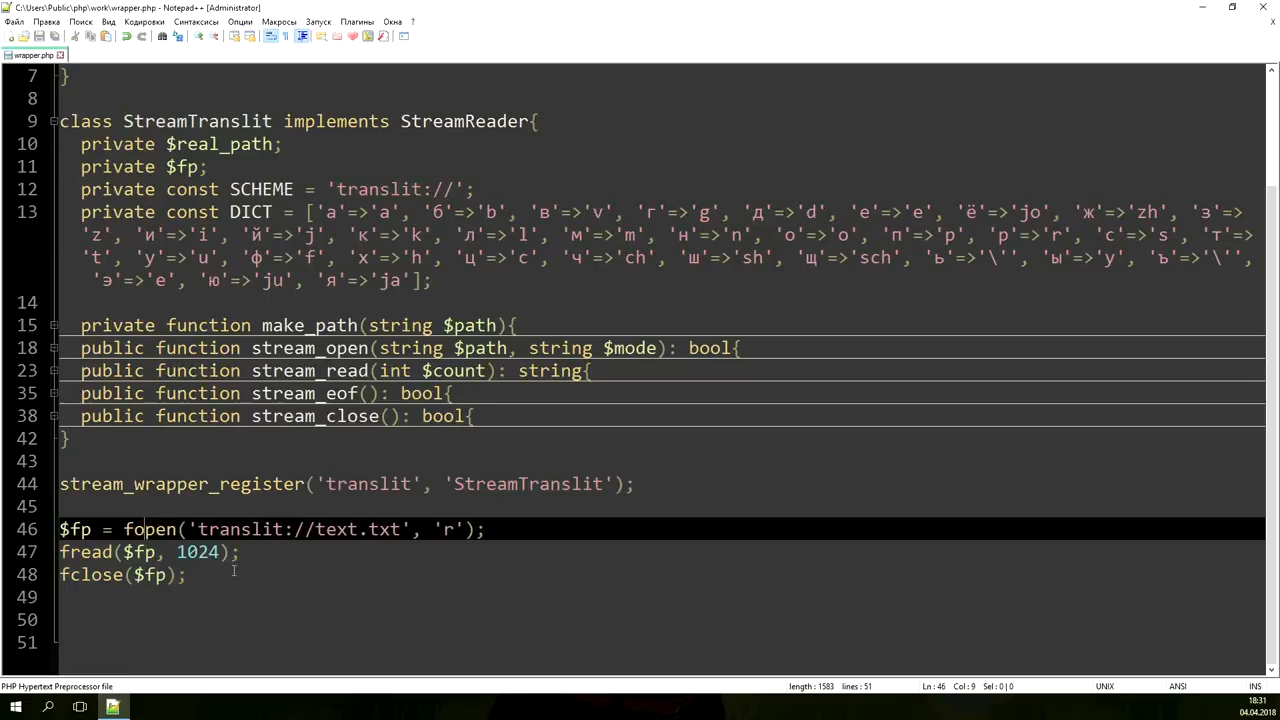 C:\Users\Public\php\work\wrapper.php - Notepad++ [Administrator]
Файл Правка Поиск Вид Кодировки Синтаксисы Опции Макросы Запуск Плагины Окна ?
wrapper.php
7 }
8
9 class StreamTranslit implements StreamReader{
10 private $real_path;
11 private $fp;
12 private const SCHEME = 'translit://';
13 private const DICT = ['а'=>'a', 'б'=>'b', 'в'=>'v', 'г'=>'g', 'д'=>'d', 'е'=>'e', 'ё'=>'jo', 'ж'=>'zh', 'з'=>
'z', 'и'=>'i', 'й'=>'j', 'к'=>'k', 'л'=>'l', 'м'=>'m', 'н'=>'n', 'о'=>'o', 'п'=>'p', 'р'=>'r', 'с'=>'s', 'т'=>
't', 'у'=>'u', 'ф'=>'f', 'х'=>'h', 'ц'=>'c', 'ч'=>'ch', 'ш'=>'sh', 'щ'=>'sch', 'ь'=>'\'', 'ы'=>'y', 'ъ'=>'\'',
'э'=>'e', 'ю'=>'ju', 'я'=>'ja'];
14
15 private function make_path(string $path){
18 public function stream_open(string $path, string $mode): bool{
23 public function stream_read(int $count): string{
35 public function stream_eof(): bool{
38 public function stream_close(): bool{
42 }
43
44 stream_wrapper_register('translit', 'StreamTranslit');
45
46 $fp = fopen('translit://text.txt', 'r');
47 fread($fp, 1024);
48 fclose($fp);
49
50
51
PHP Hypertext Preprocessor file length : 1583 lines : 51 Ln : 46 Col : 9 Sel : 0 | 0 UNIX ANSI INS
18:31
04.04.2018